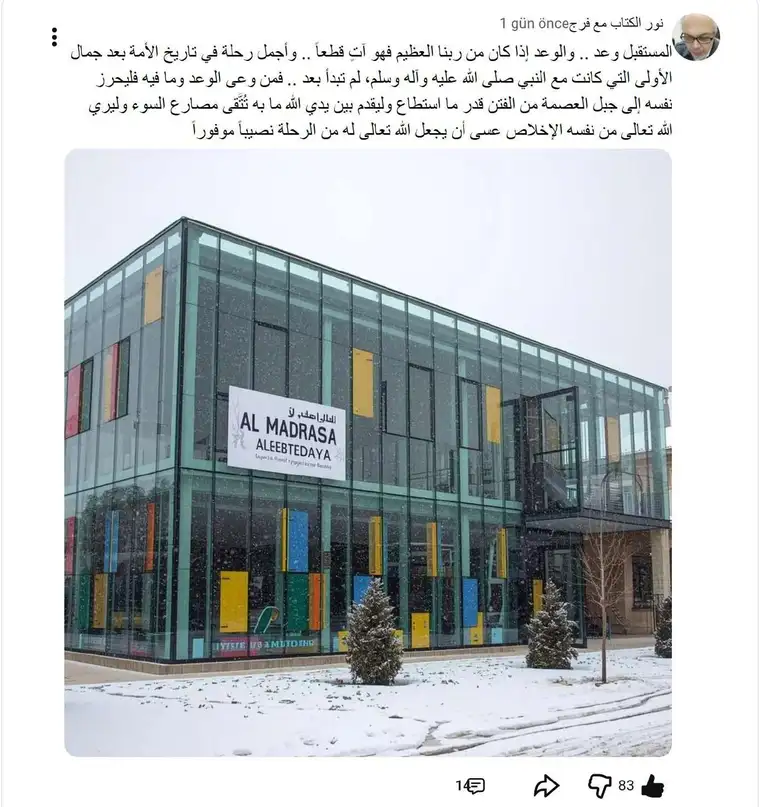 نور الكتاب مع فرج1 gün önce
المستقبل وعد .. والوعد إذا كان من ربنا العظيم فهو آتٍ قطعاً .. وأجمل رحلة في تاريخ الأمة بعد جمال
الأولى التي كانت مع النبي صلى الله عليه وآله وسلم، لم تبدأ بعد .. فمن وعى الوعد وما فيه فليحرز
نفسه إلى جبل العصمة من الفتن قدر ما استطاع وليقدم بين يدي الله ما به تُتَّقى مصارع السوء وليري
الله تعالى من نفسه الإخلاص عسى أن يجعل الله تعالى له من الرحلة نصيباً موفوراً
AL MADRASA
ALEEBTEDAYA
14
83